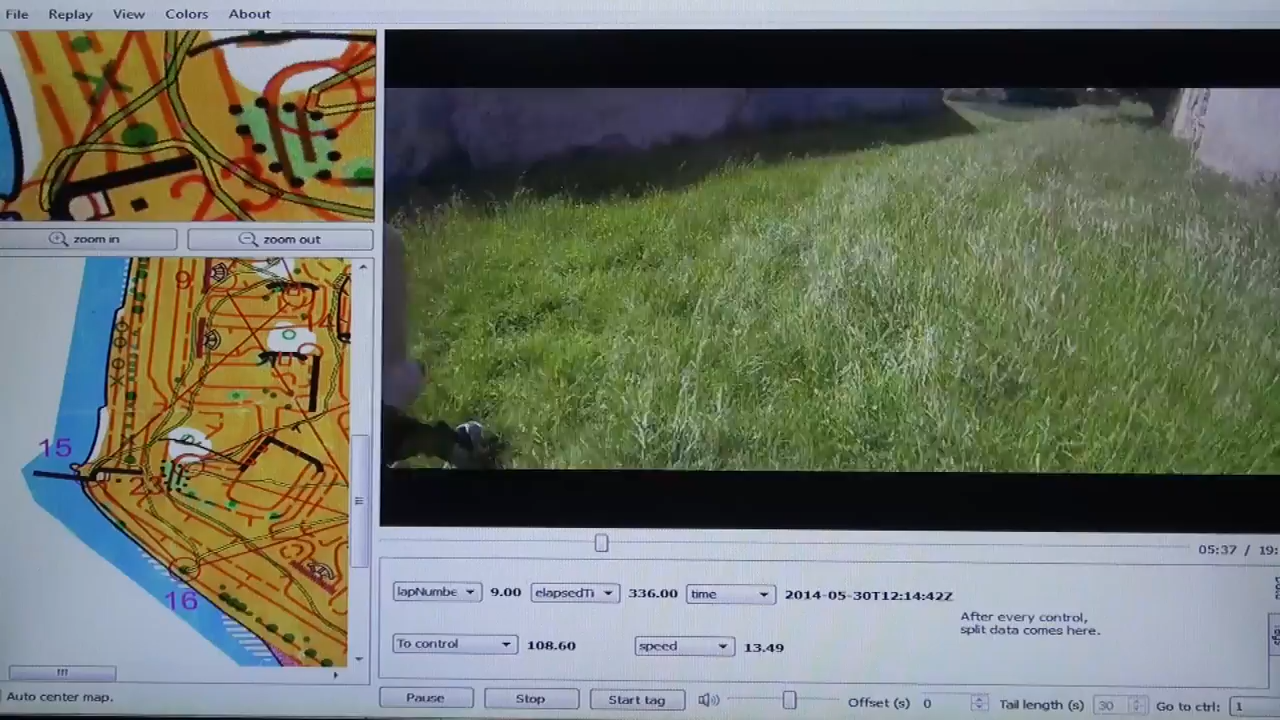 File Replay View Colors About
23
zoom in zoom out
9
15
23
16
05:37 / 19:
lapNumbe 9.00 elapsedTi 336.00 time 2014-05-30T12:14:42Z
After every control,
split data comes here.
To control 108.60 speed 13.49
Auto center map.
Pause Stop Start tag Offset (s) 0 Tail length (s) 30 Go to ctrl: 1